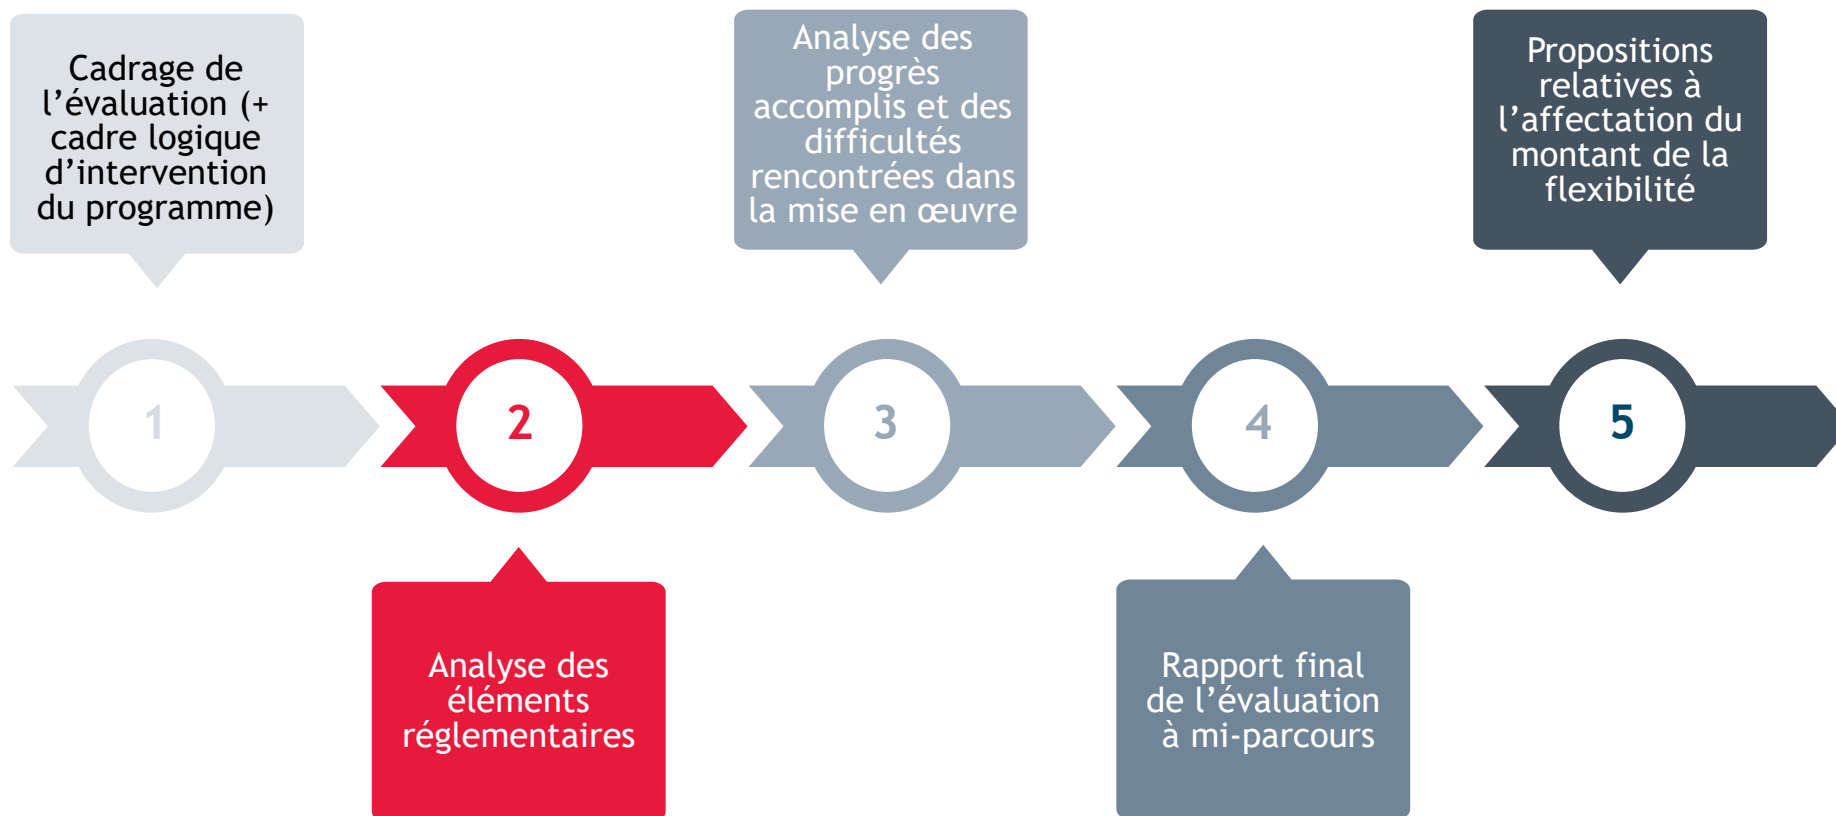 Cadrage de
l’évaluation (+
cadre logique
d’intervention
du programme)
Analyse des
progrès
accomplis et des
difficultés
rencontrées dans
la mise en œuvre
Propositions
relatives à
l’affectation du
montant de la
flexibilité
1
2
3
4
5
Analyse des
éléments
réglementaires
Rapport final
de l’évaluation
à mi-parcours